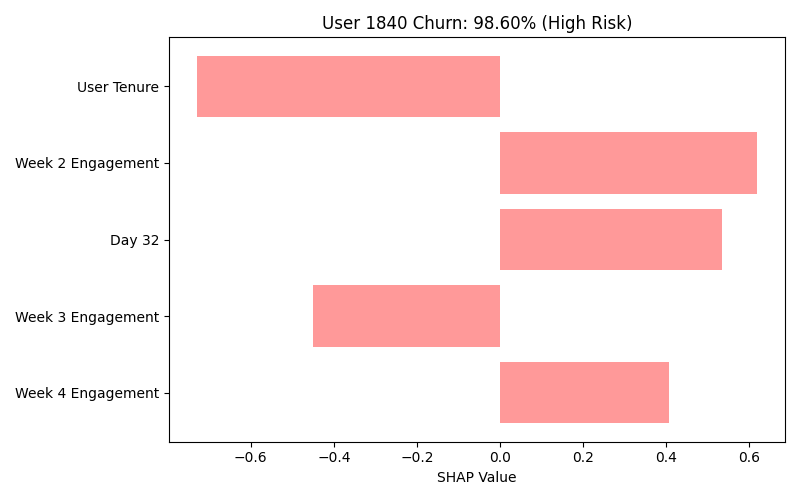 User 1840 Churn: 98.60% (High Risk)
User Tenure
Week 2 Engagement
Day 32
Week 3 Engagement
Week 4 Engagement
−0.6 −0.4 −0.2 0.0 0.2 0.4 0.6
SHAP Value